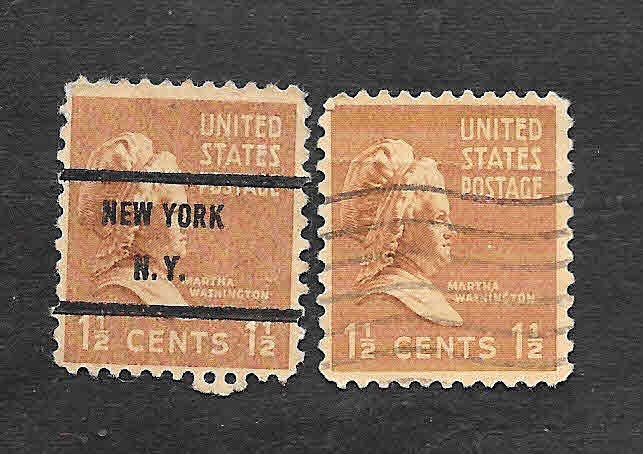 UNITED
STATES
POSTAGE
NEW YORK
N.Y.
MARTHA
WASHINGTON
1½ CENTS 1½
UNITED
STATES
POSTAGE
MARTHA
WASHINGTON
1½ CENTS 1½